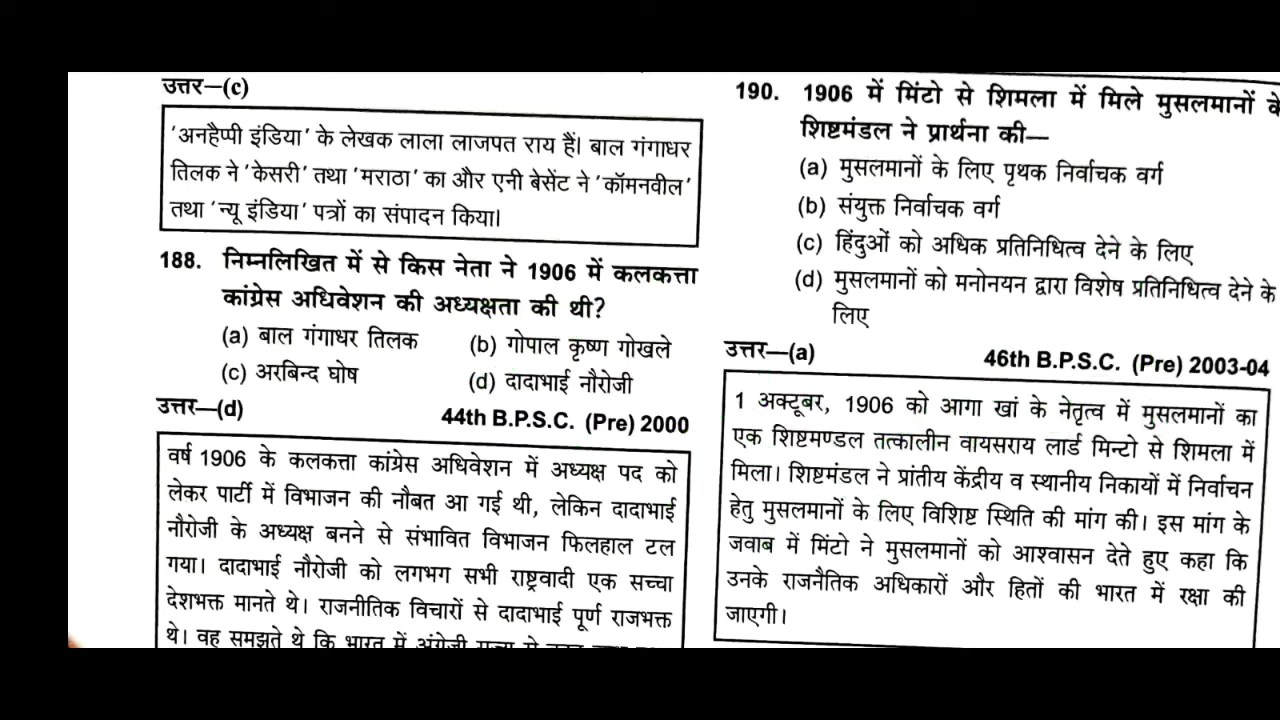 उत्तर–(c)
'अनहैप्पी इंडिया' के लेखक लाला लाजपत राय हैं। बाल गंगाधर
तिलक ने 'केसरी' तथा 'मराठा' का और एनी बेसेंट ने 'कॉमनवील'
तथा 'न्यू इंडिया' पत्रों का संपादन किया।
188. निम्नलिखित में से किस नेता ने 1906 में कलकत्ता
कांग्रेस अधिवेशन की अध्यक्षता की थी?
(a) बाल गंगाधर तिलक (b) गोपाल कृष्ण गोखले
(c) अरबिन्द घोष (d) दादाभाई नौरोजी
उत्तर–(d) 44th B.P.S.C. (Pre) 2000
वर्ष 1906 के कलकत्ता कांग्रेस अधिवेशन में अध्यक्ष पद को
लेकर पार्टी में विभाजन की नौबत आ गई थी, लेकिन दादाभाई
नौरोजी के अध्यक्ष बनने से संभावित विभाजन फिलहाल टल
गया। दादाभाई नौरोजी को लगभग सभी राष्ट्रवादी एक सच्चा
देशभक्त मानते थे। राजनीतिक विचारों से दादाभाई पूर्ण राजभक्त
थे। वह समझते थे कि भारत में अंग्रेजी
190. 1906 में मिंटो से शिमला में मिले मुसलमानों के
शिष्टमंडल ने प्रार्थना की—
(a) मुसलमानों के लिए पृथक निर्वाचक वर्ग
(b) संयुक्त निर्वाचक वर्ग
(c) हिंदुओं को अधिक प्रतिनिधित्व देने के लिए
(d) मुसलमानों को मनोनयन द्वारा विशेष प्रतिनिधित्व देने के
लिए
उत्तर—(a) 46th B.P.S.C. (Pre) 2003-04
1 अक्टूबर, 1906 को आगा खां के नेतृत्व में मुसलमानों का
एक शिष्टमण्डल तत्कालीन वायसराय लार्ड मिन्टो से शिमला में
मिला। शिष्टमंडल ने प्रांतीय केंद्रीय व स्थानीय निकायों में निर्वाचन
हेतु मुसलमानों के लिए विशिष्ट स्थिति की मांग की। इस मांग के
जवाब में मिंटो ने मुसलमानों को आश्वासन देते हुए कहा कि
उनके राजनैतिक अधिकारों और हितों की भारत में रक्षा की
जाएगी।